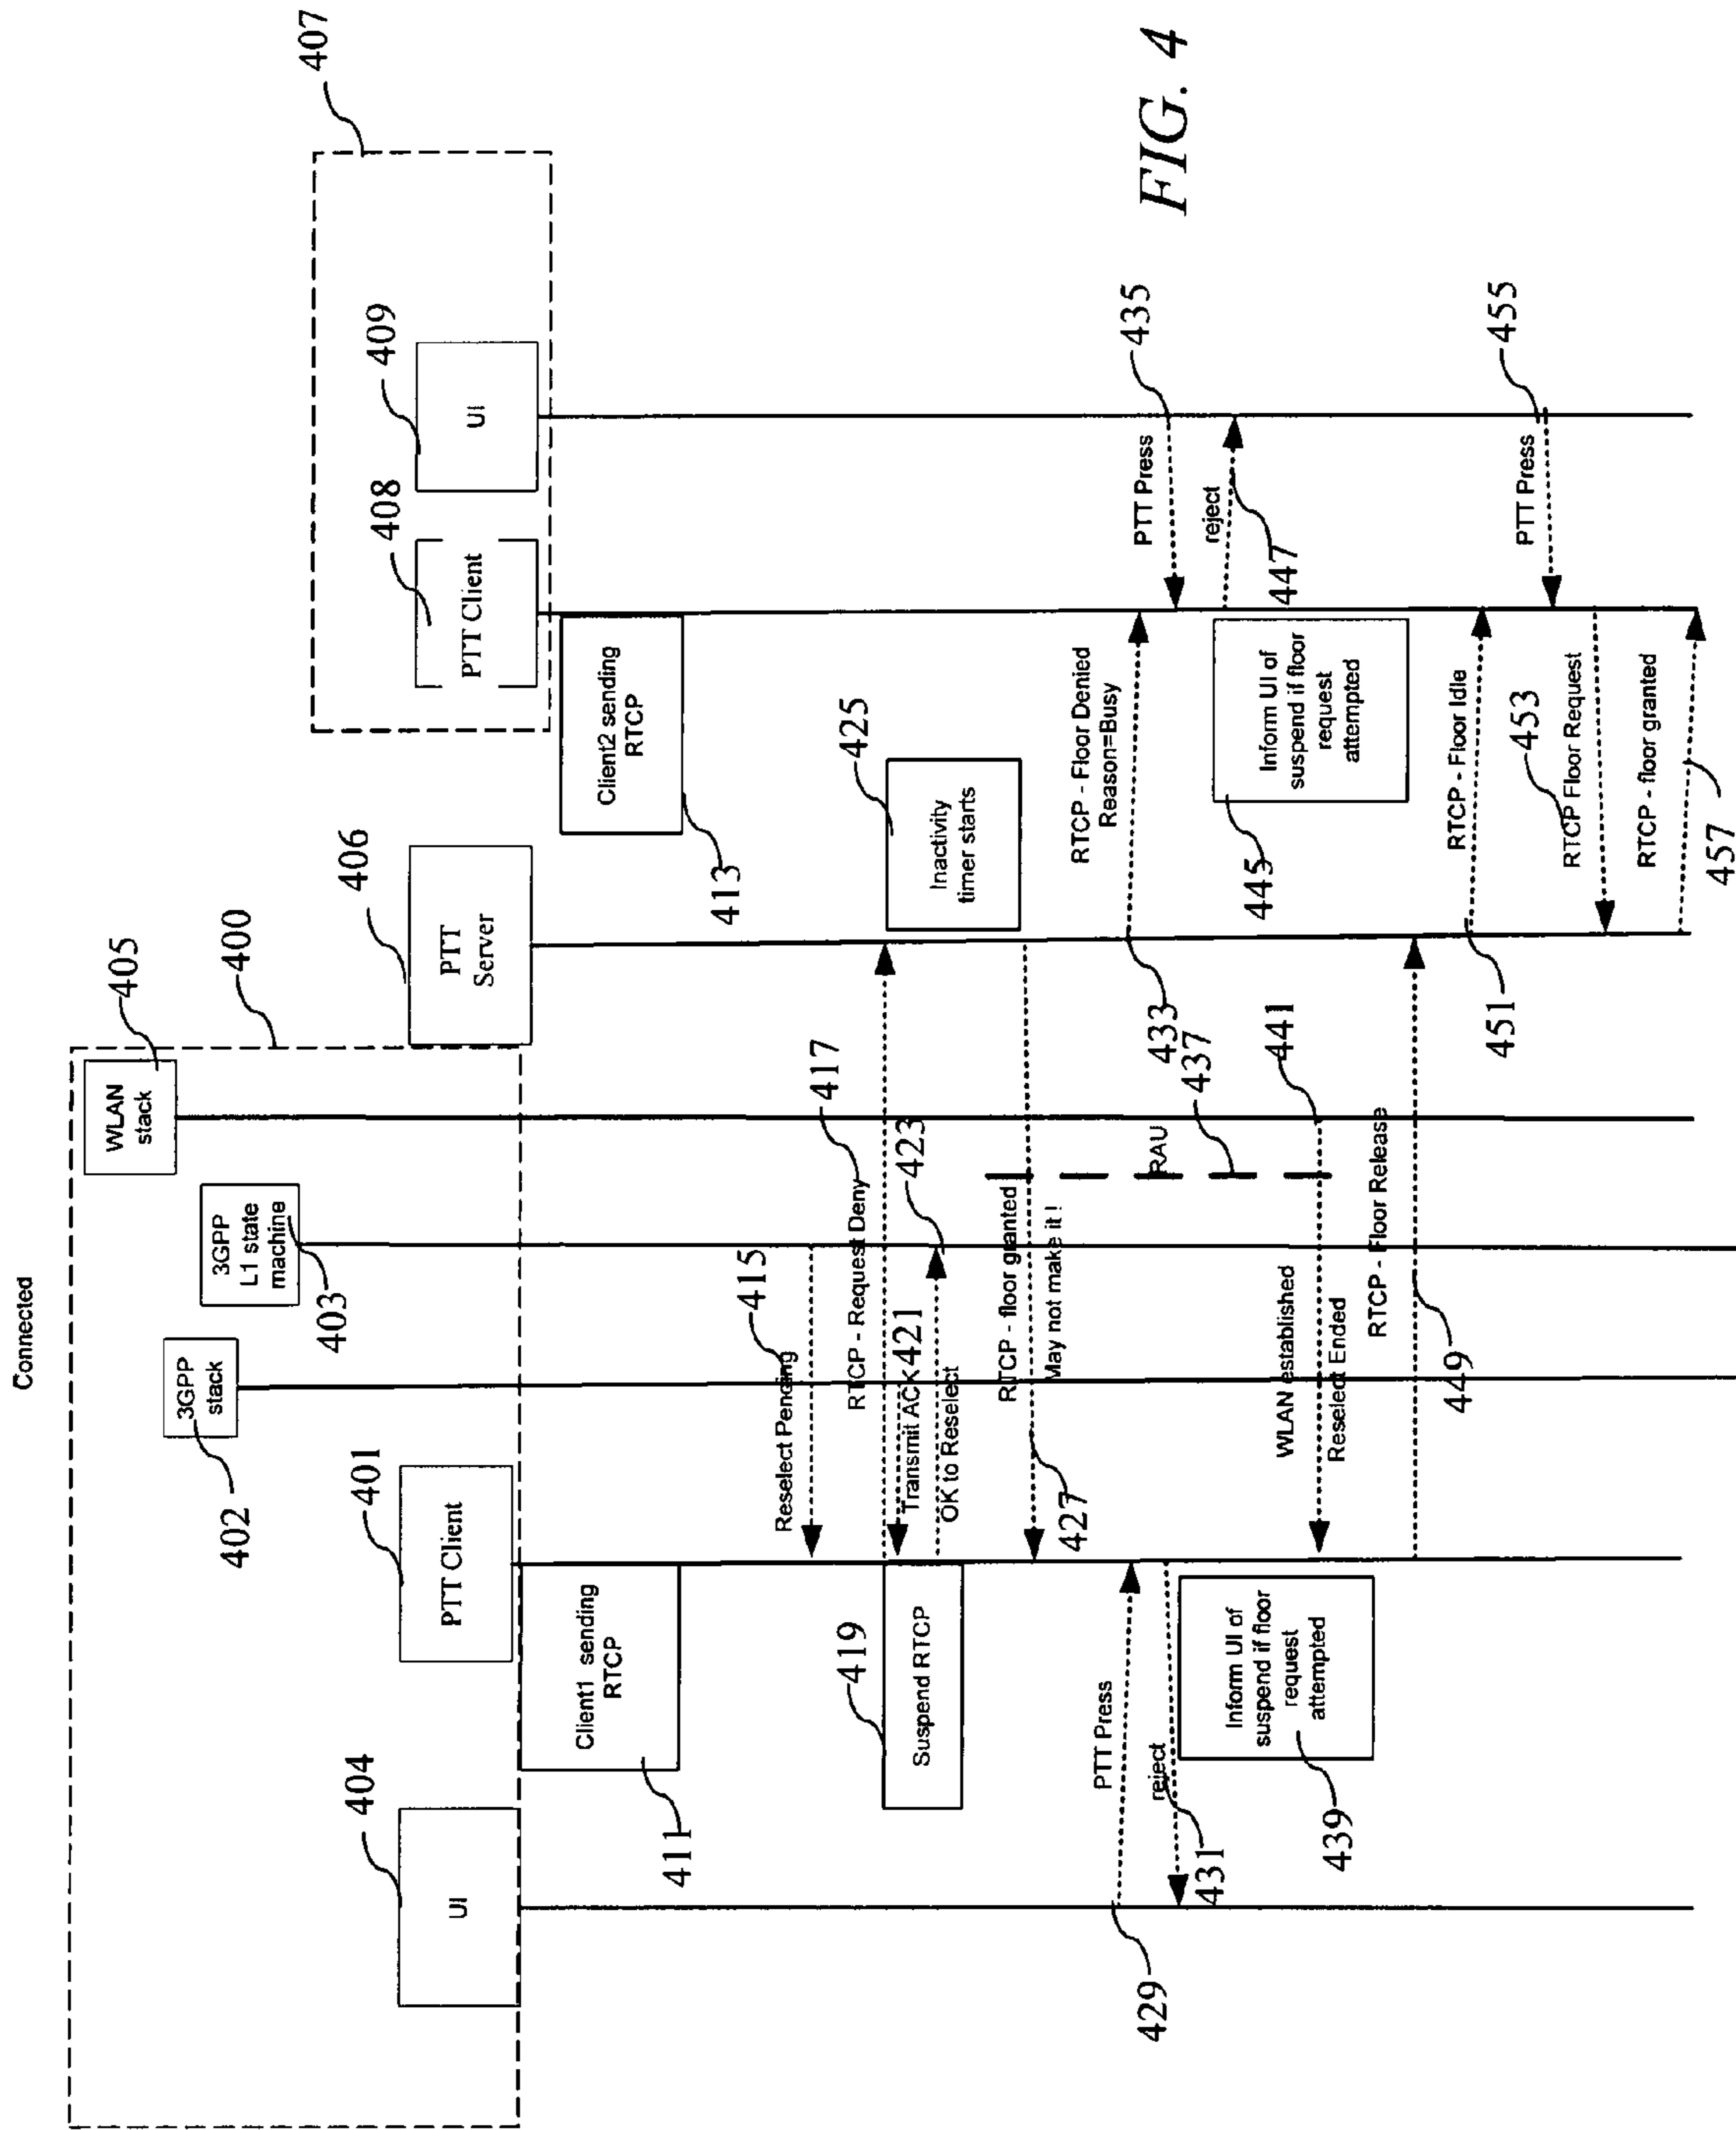 Connected
407
405
WLAN
stack
400
3GPP
L1 state
machine
403
3GPP
stack
402
401
PTT Client
404
UI
406
PTT
Server
408
PTT Client
409
UI
Client1 sending
RTCP
411
Client2 sending
RTCP
413
415
Reselect Pending
417
RTCP - Request Deny
419
Suspend RTCP
Transmit ACK
421
423
OK to Reselect
425
Inactivity
timer starts
RTCP - floor granted
May not make it !
427
429
PTT Press
reject
431
RTCP - Floor Denied
Reason=Busy
433
435
PTT Press
RAU
437
Inform UI of
suspend if floor
request
attempted
439
441
WLAN established
Reselect Ended
reject
447
Inform UI of
suspend if floor
request
attempted
445
RTCP - Floor Release
449
RTCP - Floor Idle
451
455
PTT Press
453
RTCP Floor Request
RTCP - floor granted
457
FIG. 4